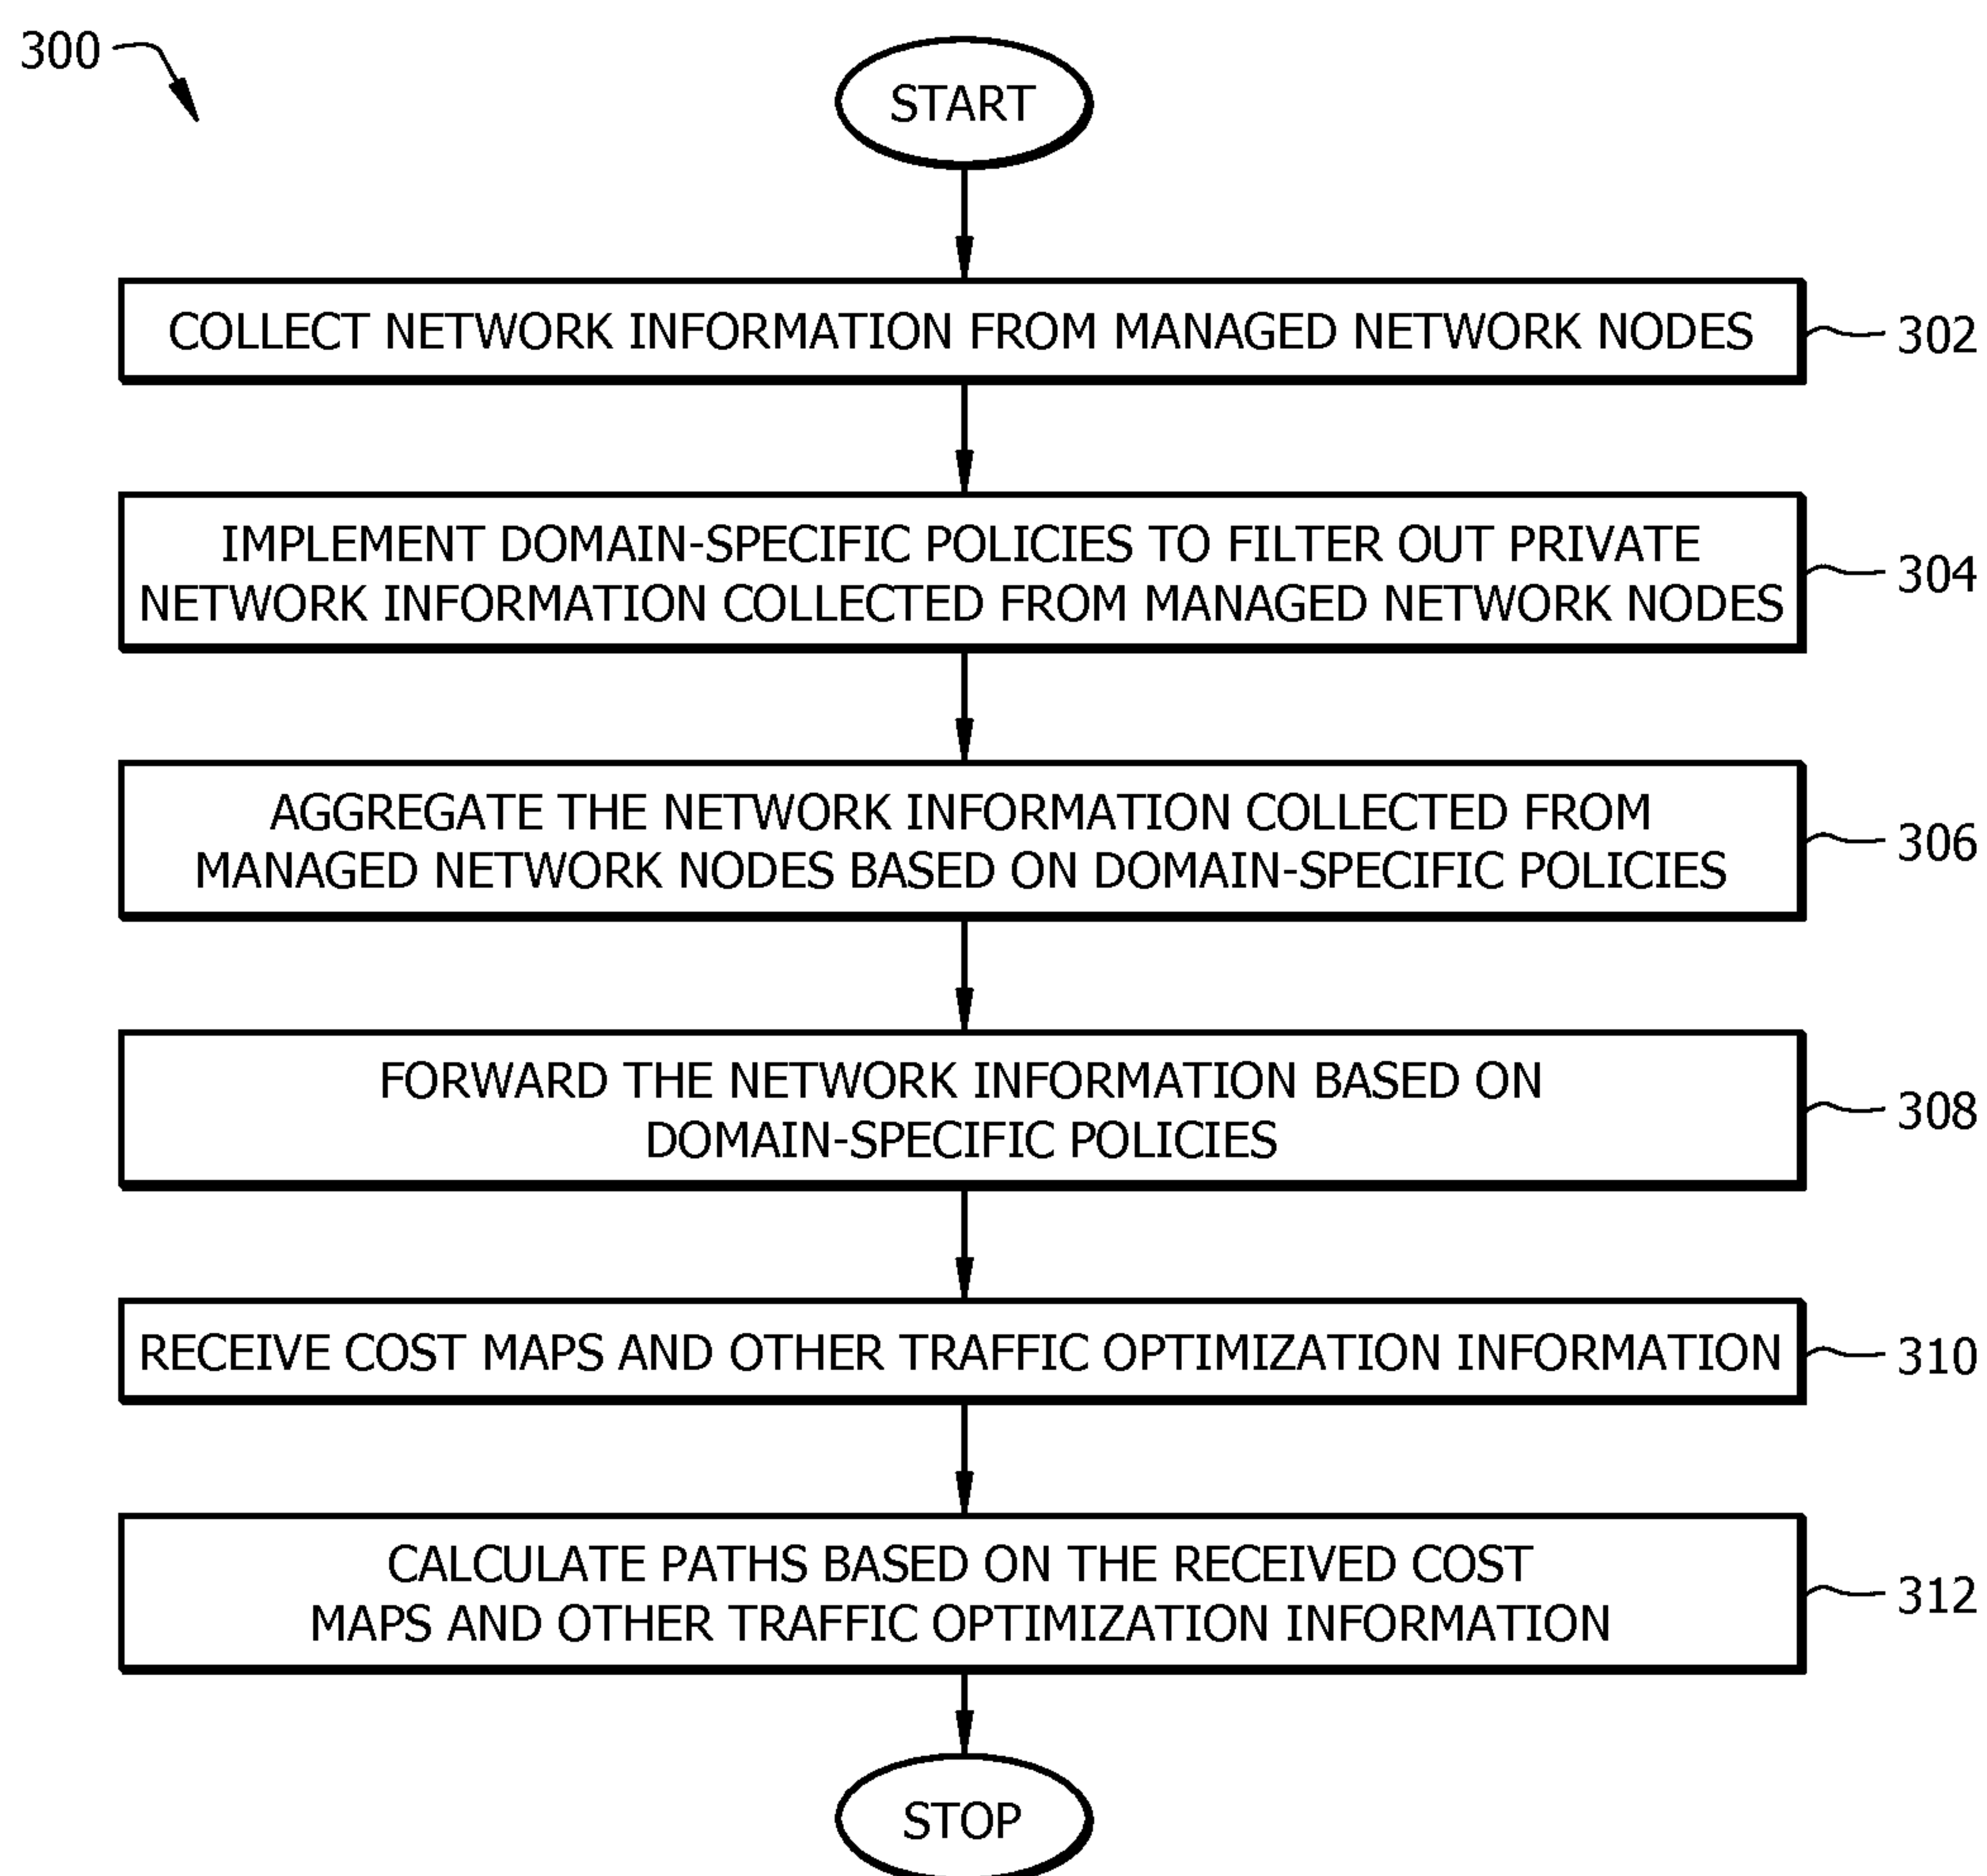 300
START
COLLECT NETWORK INFORMATION FROM MANAGED NETWORK NODES
302
IMPLEMENT DOMAIN-SPECIFIC POLICIES TO FILTER OUT PRIVATE
NETWORK INFORMATION COLLECTED FROM MANAGED NETWORK NODES
304
AGGREGATE THE NETWORK INFORMATION COLLECTED FROM
MANAGED NETWORK NODES BASED ON DOMAIN-SPECIFIC POLICIES
306
FORWARD THE NETWORK INFORMATION BASED ON
DOMAIN-SPECIFIC POLICIES
308
RECEIVE COST MAPS AND OTHER TRAFFIC OPTIMIZATION INFORMATION
310
CALCULATE PATHS BASED ON THE RECEIVED COST
MAPS AND OTHER TRAFFIC OPTIMIZATION INFORMATION
312
STOP